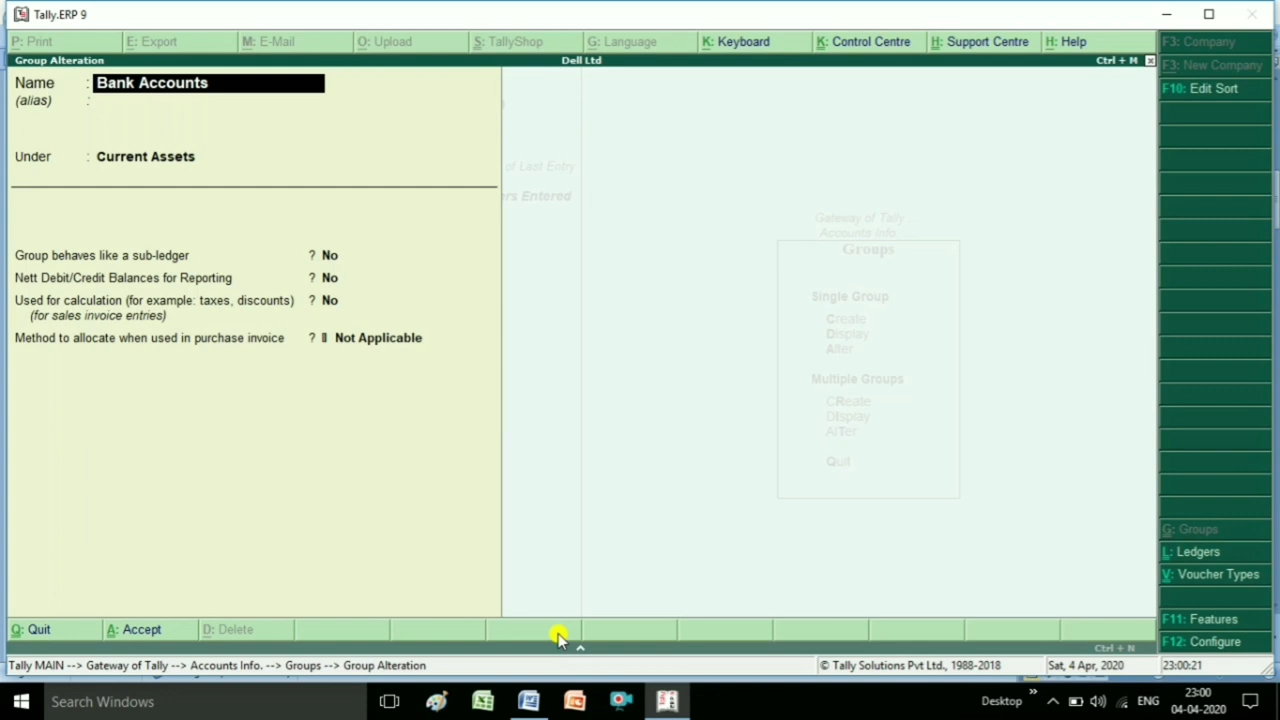 Tally.ERP 9
P: Print E: Export M: E-Mail O: Upload S: TallyShop G: Language K: Keyboard K: Control Centre H: Support Centre H: Help
F3: Company
Group Alteration Dell Ltd Ctrl + M
F3: New Company
Name : Bank Accounts
F10: Edit Sort
(alias) :
Under : Current Assets
of Last Entry
rs Entered
Gateway of Tally ...
Accounts Info. ...
Groups
Group behaves like a sub-ledger ? No
Nett Debit/Credit Balances for Reporting ? No
Used for calculation (for example: taxes, discounts) ? No
(for sales invoice entries)
Method to allocate when used in purchase invoice ? Not Applicable
Single Group
Create
Display
Alter
Multiple Groups
CReate
DIsplay
AlTer
Quit
G: Groups
L: Ledgers
V: Voucher Types
F11: Features
F12: Configure
Q: Quit A: Accept D: Delete
Ctrl + N
Tally MAIN --> Gateway of Tally --> Accounts Info. --> Groups --> Group Alteration © Tally Solutions Pvt Ltd., 1988-2018 Sat, 4 Apr, 2020 23:00:21
Search Windows Desktop ENG 23:00
04-04-2020